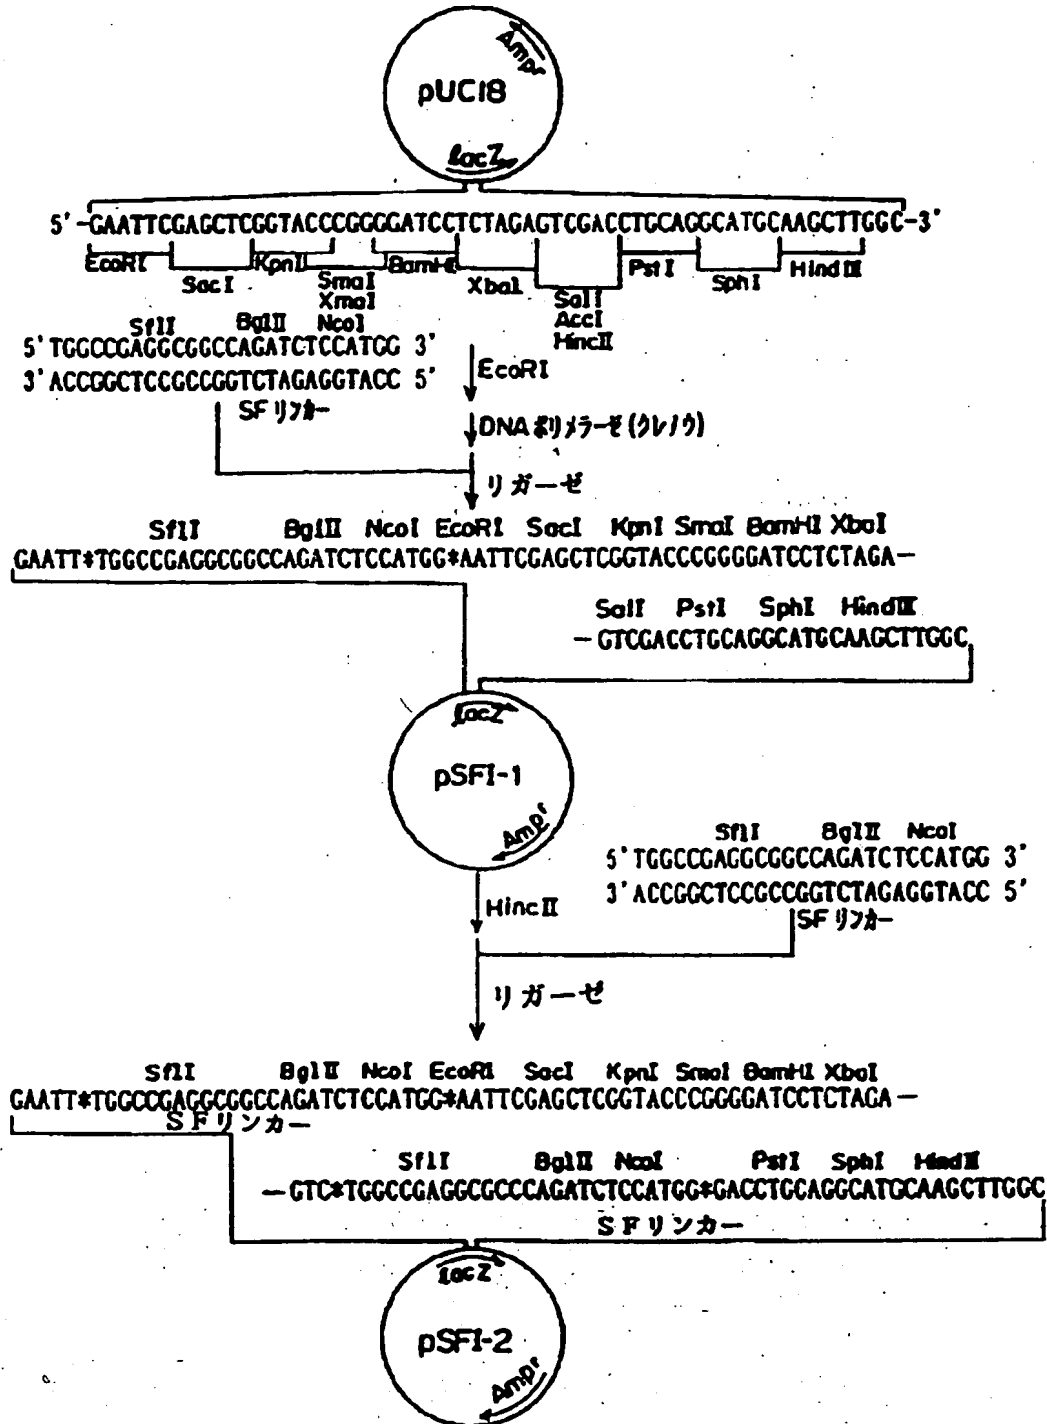 Ampr
pUC18
lacZ
5'-GAATTCGAGCTCGGTACCCGGGGATCCTCTAGAGTCGACCTGCAGGCATGCAAGCTTGGC-3'
EcoRI KpnI BamHI PstI HindIII
SacI SmaI XbaI SalI SphI
XmaI AccI
HincII
SfiI BglII NcoI
5'TGGCCGAGGCGGCCAGATCTCCATGG 3'
3'ACCGGCTCCGCCGGTCTAGAGGTACC 5'
SFリンカー
EcoRI
DNAポリメラーゼ(クレノウ)
リガーゼ
SfiI BglII NcoI EcoRI SacI KpnI SmaI BamHI XbaI
GAATT*TGGCCGAGGCGGCCAGATCTCCATGG*AATTCGAGCTCGGTACCCGGGGATCCTCTAGA—
SalI PstI SphI HindIII
—GTCGACCTGCAGGCATGCAAGCTTGGC
lacZ
pSFI-1
Ampr
SfiI BglII NcoI
5'TGGCCGAGGCGGCCAGATCTCCATGG 3'
3'ACCGGCTCCGCCGGTCTAGAGGTACC 5'
HincII
SFリンカー
リガーゼ
SfiI BglII NcoI EcoRI SacI KpnI SmaI BamHI XbaI
GAATT*TGGCCGAGGCGGCCAGATCTCCATGG*AATTCGAGCTCGGTACCCGGGGATCCTCTAGA—
SFリンカー
SfiI BglII NcoI PstI SphI HindIII
—GTC*TGGCCGAGGCGCCCAGATCTCCATGG*GACCTGCAGGCATGCAAGCTTGGC
SFリンカー
lacZ
pSFI-2
Ampr